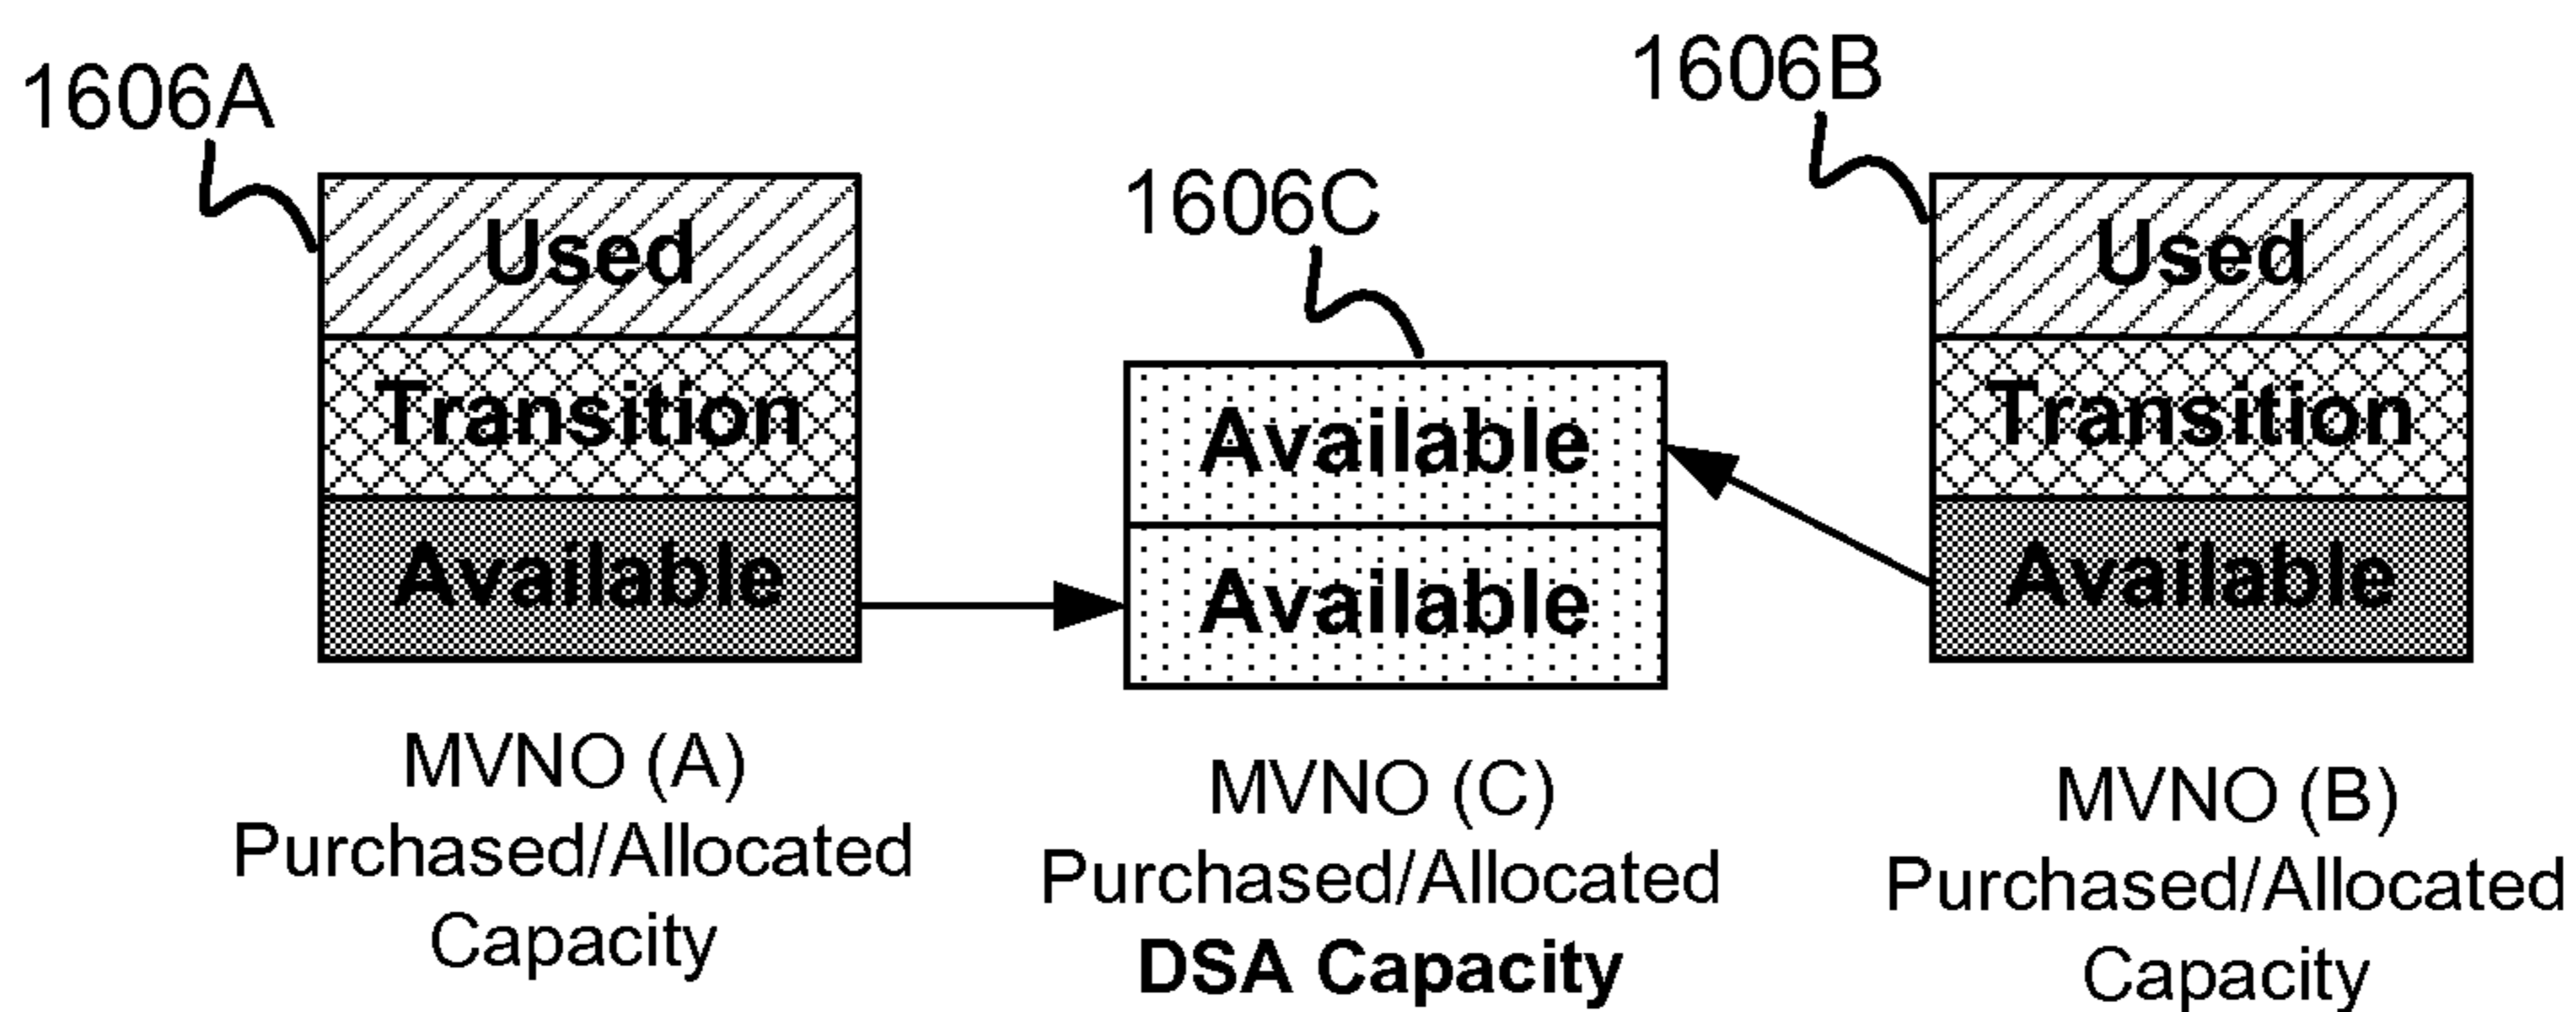 1606A
Used
Transition
Available
MVNO (A)
Purchased/Allocated
Capacity
1606C
Available
Available
MVNO (C)
Purchased/Allocated
DSA Capacity
1606B
Used
Transition
Available
MVNO (B)
Purchased/Allocated
Capacity